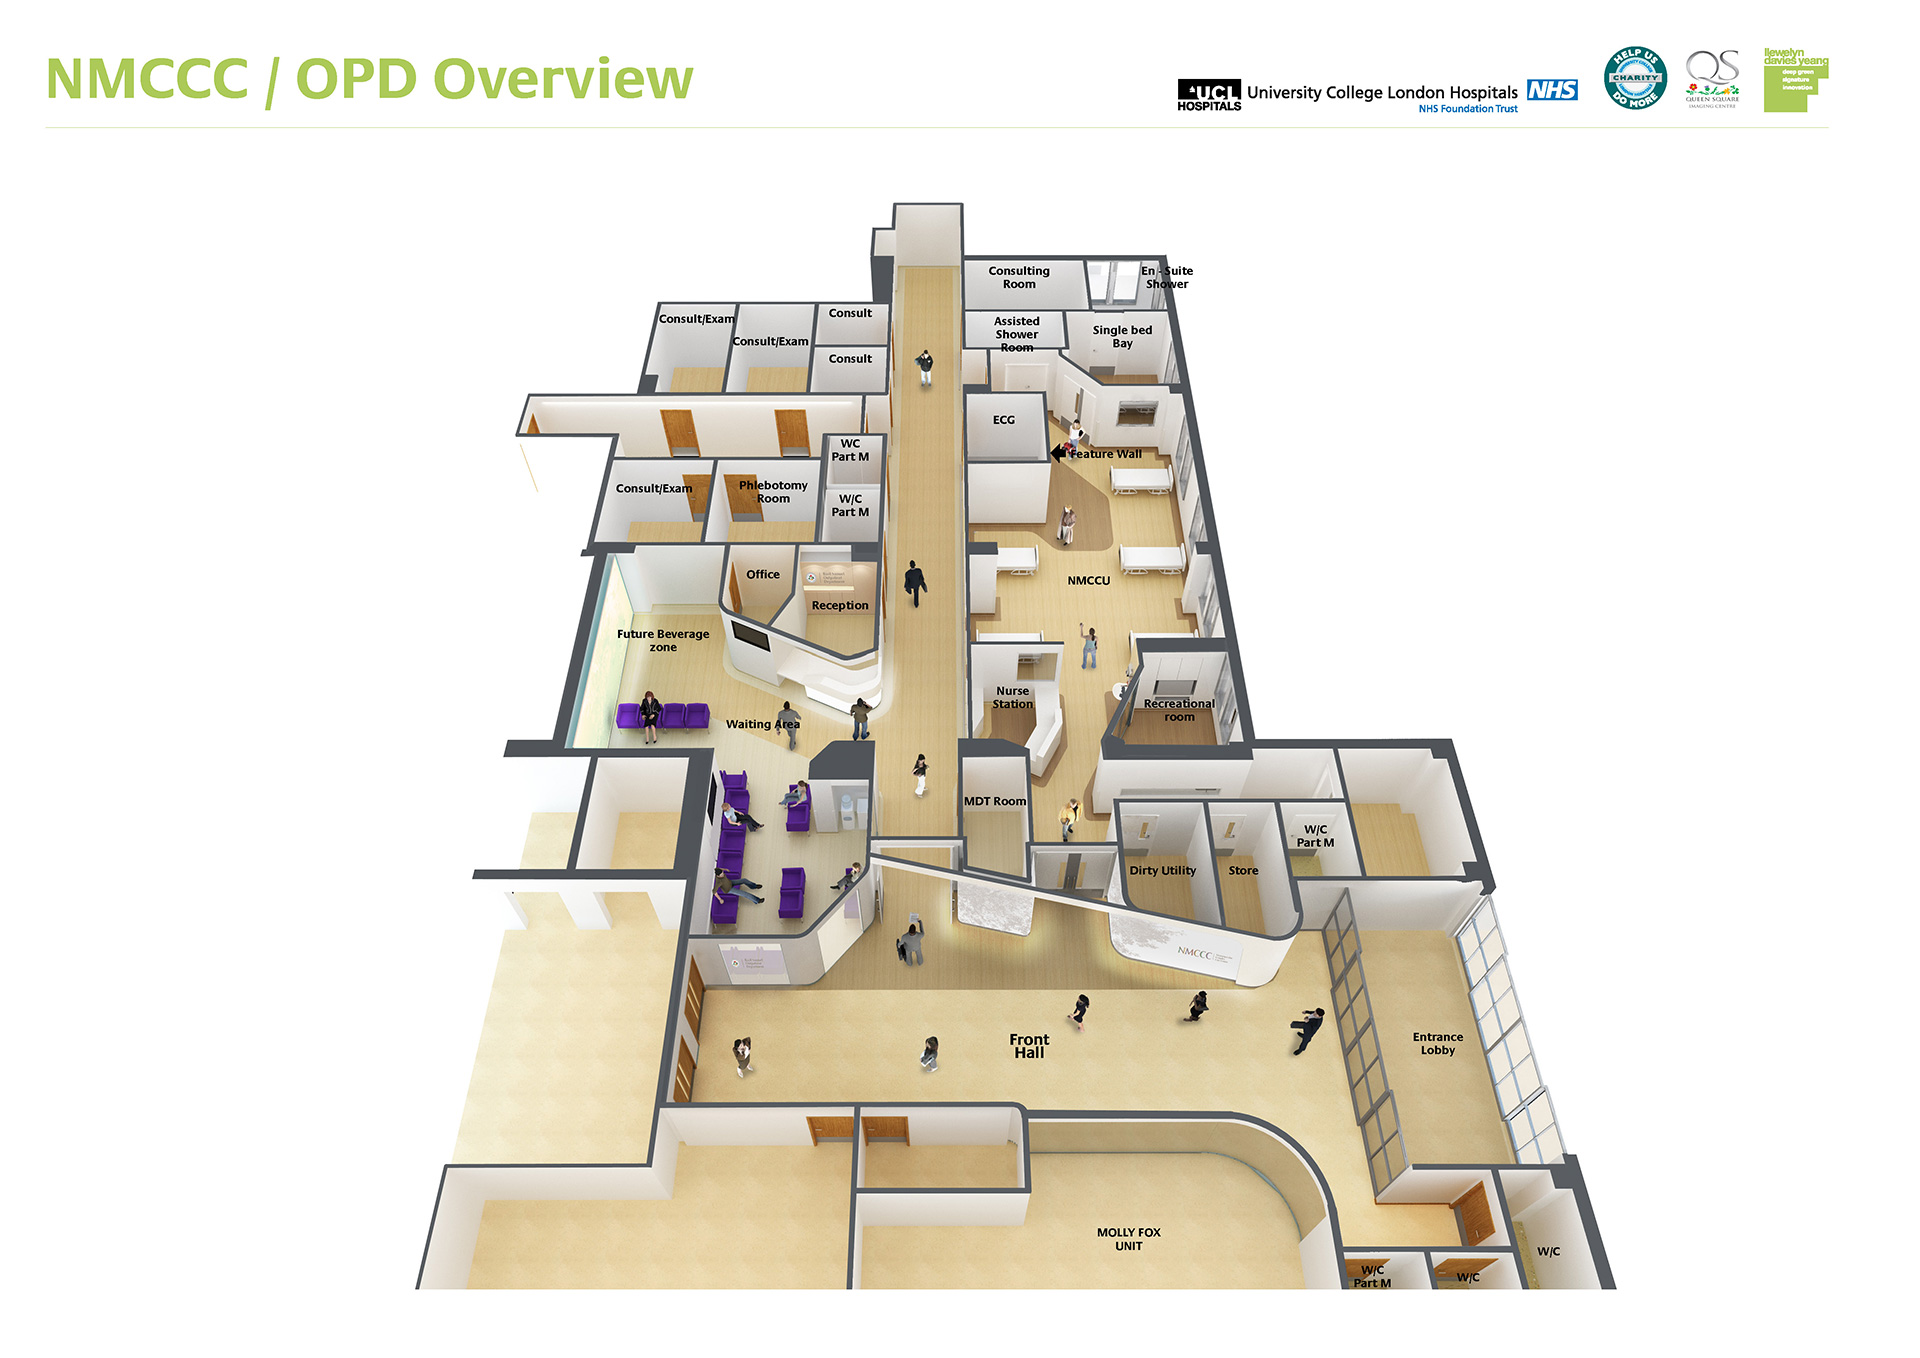 NMCCC / OPD Overview
UCL
HOSPITALS
University College London Hospitals
NHS
NHS Foundation Trust
HELP US
UNIVERSITY COLLEGE
CHARITY
LONDON HOSPITALS
DO MORE
QS
QUEEN SQUARE
IMAGING CENTRE
llewelyn
davies yeang
deep green
signature
innovation
Consulting
Room
En - Suite
Shower
Consult/Exam
Consult/Exam
Consult
Consult
Assisted
Shower
Room
Single bed
Bay
ECG
Feature Wall
WC
Part M
Consult/Exam
Phlebotomy
Room
W/C
Part M
Office
Reception
NMCCU
Future Beverage
zone
Nurse
Station
Recreational
room
Waiting Area
MDT Room
W/C
Part M
Dirty Utility
Store
NMCCC
Front
Hall
Entrance
Lobby
MOLLY FOX
UNIT
W/C
W/C
Part M
W/C